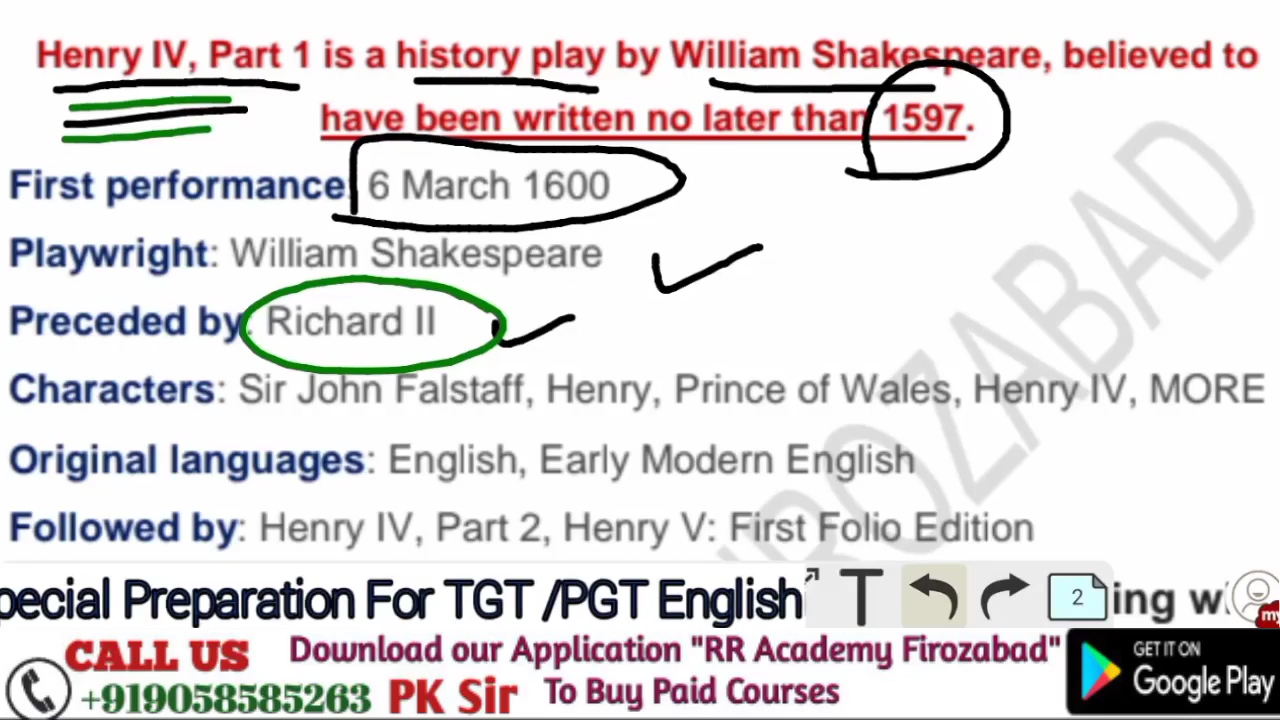 Henry IV, Part 1 is a history play by William Shakespeare, believed to
have been written no later than 1597.
First performance: 6 March 1600
Playwright: William Shakespeare
Preceded by: Richard II
Characters: Sir John Falstaff, Henry, Prince of Wales, Henry IV, MORE
Original languages: English, Early Modern English
Followed by: Henry IV, Part 2, Henry V: First Folio Edition
ROZABAD
pecial Preparation For TGT /PGT English
T
2
ing w
my
CALL US
+919058585263
PK Sir
Download our Application "RR Academy Firozabad"
To Buy Paid Courses
GET IT ON
Google Play